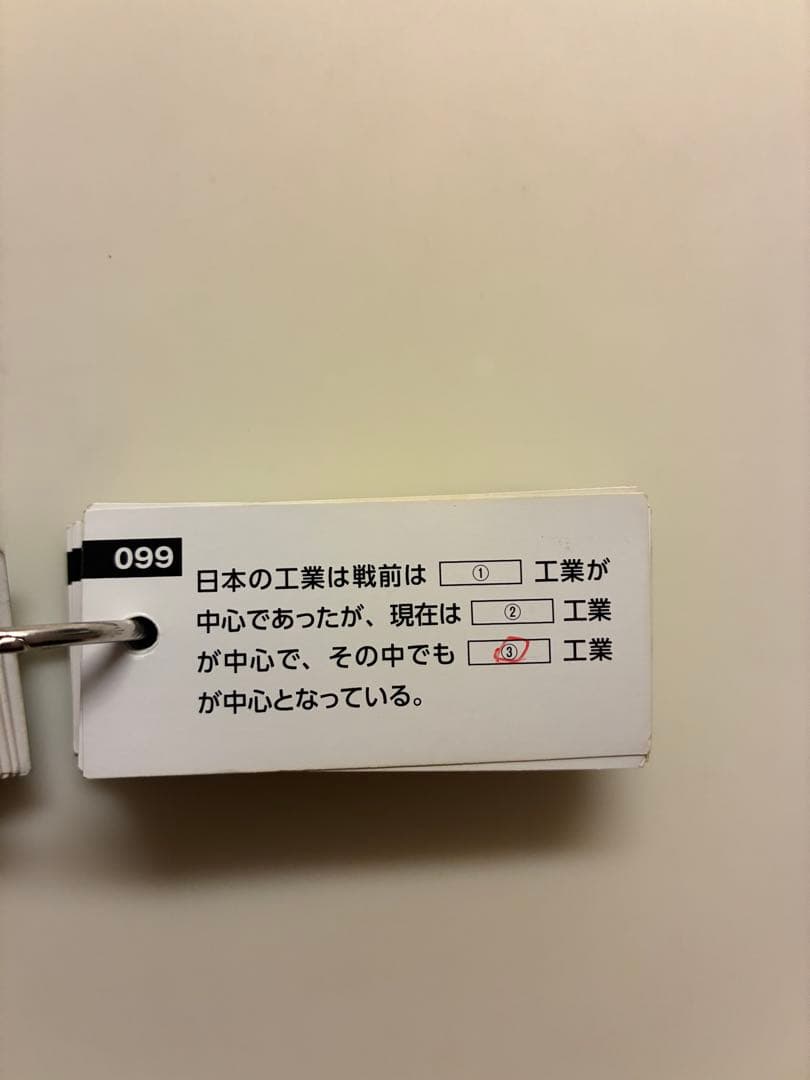 099
日本の工業は戦前は ① 工業が
中心であったが、現在は ② 工業
が中心で、その中でも ③ 工業
が中心となっている。